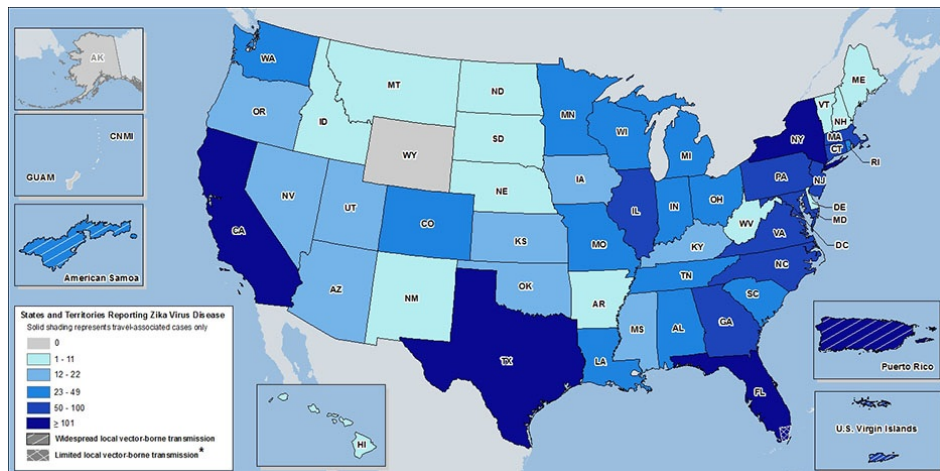 AK
CNMI
GUAM
American Samoa
WA
OR
CA
NV
ID
MT
WY
UT
AZ
CO
NM
ND
SD
NE
KS
OK
TX
MN
IA
MO
AR
LA
WI
IL
MI
IN
OH
KY
TN
MS
AL
GA
FL
SC
NC
VA
WV
PA
NY
VT
NH
ME
MA
CT
RI
NJ
DE
MD
DC
HI
Puerto Rico
U.S. Virgin Islands
States and Territories Reporting Zika Virus Disease
Solid shading represents travel-associated cases only
0
1 - 11
12 - 22
23 - 49
50 - 100
≥ 101
Widespread local vector-borne transmission
Limited local vector-borne transmission*